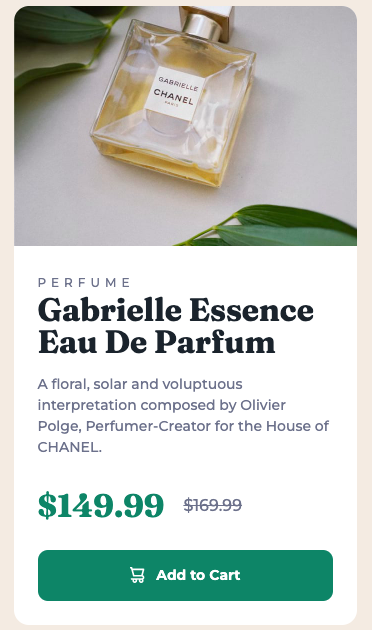 GABRIELLE
CHANEL
PARIS
PERFUME
Gabrielle Essence
Eau De Parfum
A floral, solar and voluptuous
interpretation composed by Olivier
Polge, Perfumer-Creator for the House of
CHANEL.
$149.99 $169.99
Add to Cart